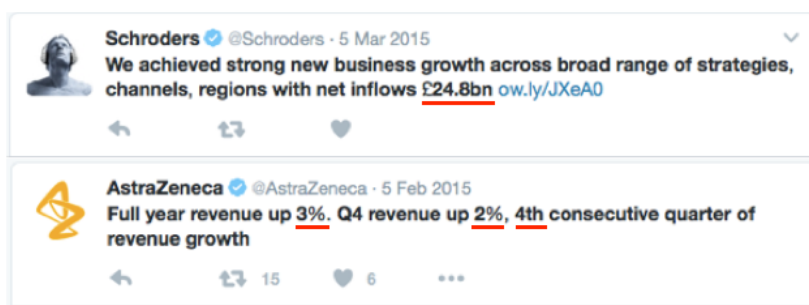 Schroders @Schroders · 5 Mar 2015
We achieved strong new business growth across broad range of strategies,
channels, regions with net inflows £24.8bn ow.ly/JXeA0
AstraZeneca @AstraZeneca · 5 Feb 2015
Full year revenue up 3%. Q4 revenue up 2%, 4th consecutive quarter of
revenue growth
15 6